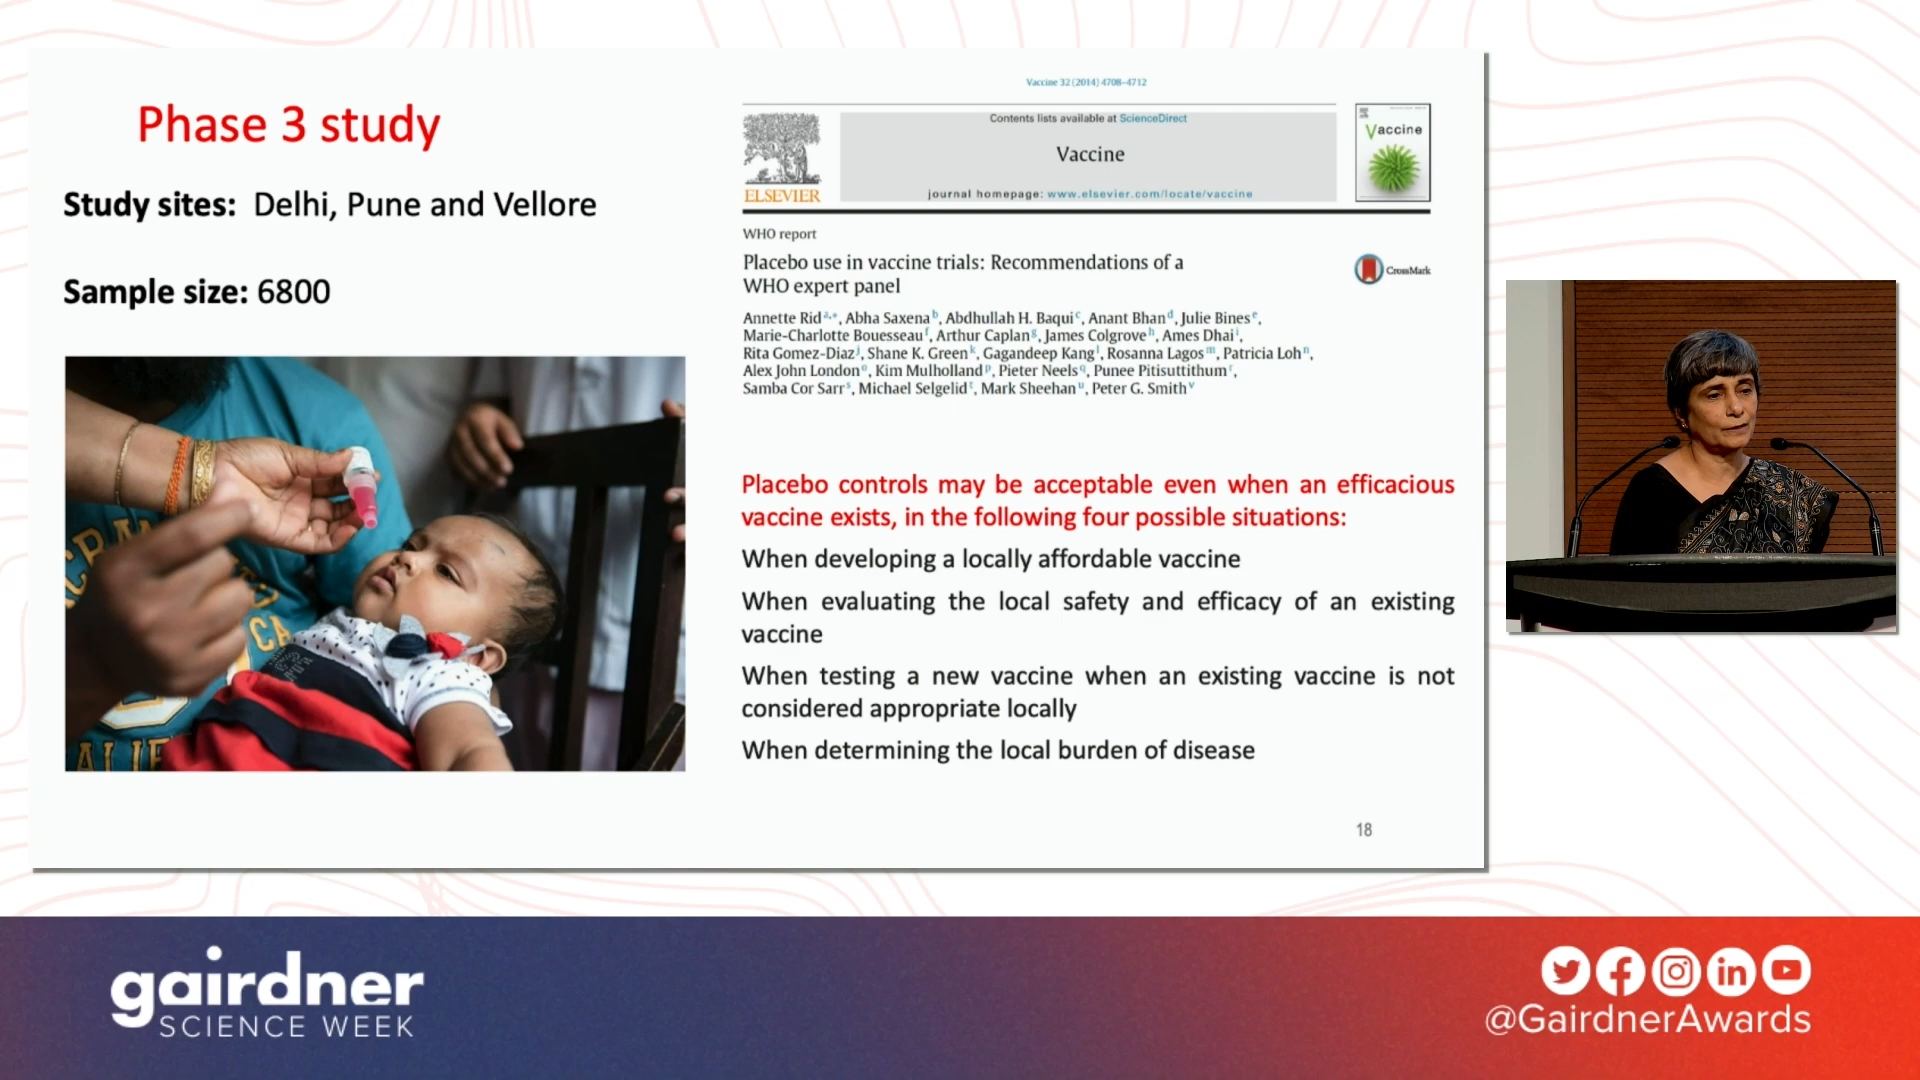 Phase 3 study
Study sites: Delhi, Pune and Vellore
Sample size: 6800
Vaccine 32 (2014) 4708–4712
Contents lists available at ScienceDirect
Vaccine
journal homepage: www.elsevier.com/locate/vaccine
ELSEVIER
Vaccine
WHO report
Placebo use in vaccine trials: Recommendations of a
WHO expert panel
CrossMark
Annette Rid a,*, Abha Saxena b, Abdhullah H. Baqui c, Anant Bhan d, Julie Bines e,
Marie-Charlotte Bouesseau f, Arthur Caplan g, James Colgrove h, Ames Dhai i,
Rita Gomez-Diaz j, Shane K. Green k, Gagandeep Kang l, Rosanna Lagos m, Patricia Loh n,
Alex John London o, Kim Mulholland p, Pieter Neels q, Punee Pitisuttithum r,
Samba Cor Sarr s, Michael Selgelid t, Mark Sheehan u, Peter G. Smith v
Placebo controls may be acceptable even when an efficacious
vaccine exists, in the following four possible situations:
When developing a locally affordable vaccine
When evaluating the local safety and efficacy of an existing
vaccine
When testing a new vaccine when an existing vaccine is not
considered appropriate locally
When determining the local burden of disease
18
gairdner
SCIENCE WEEK
@GairdnerAwards